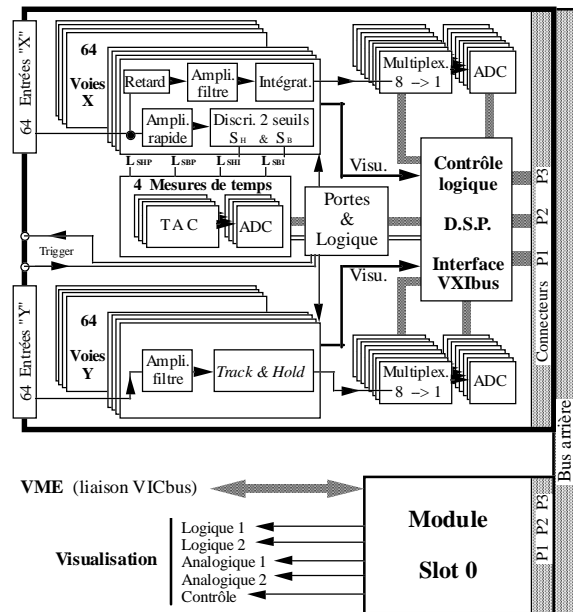 64 Entrées "X"
64
Voies
X
Retard
Ampli.
filtre
Intégrat.
Ampli.
rapide
Discri. 2 seuils
SH & SB
Multiplex.
8 --> 1
ADC
LSHP
LSBP
LSHI
LSBI
4 Mesures de temps
TAC
ADC
Portes
&
Logique
Visu.
Visu.
Contrôle
logique
D.S.P.
Interface
VXIbus
Trigger
Connecteurs P1 P2 P3
Bus arrière
64 Entrées "Y"
64
Voies
Y
Ampli
filtre
Track & Hold
Multiplex.
8 --> 1
ADC
VME (liaison VICbus)
Visualisation
Logique 1
Logique 2
Analogique 1
Analogique 2
Contrôle
Module
Slot 0
P1 P2 P3